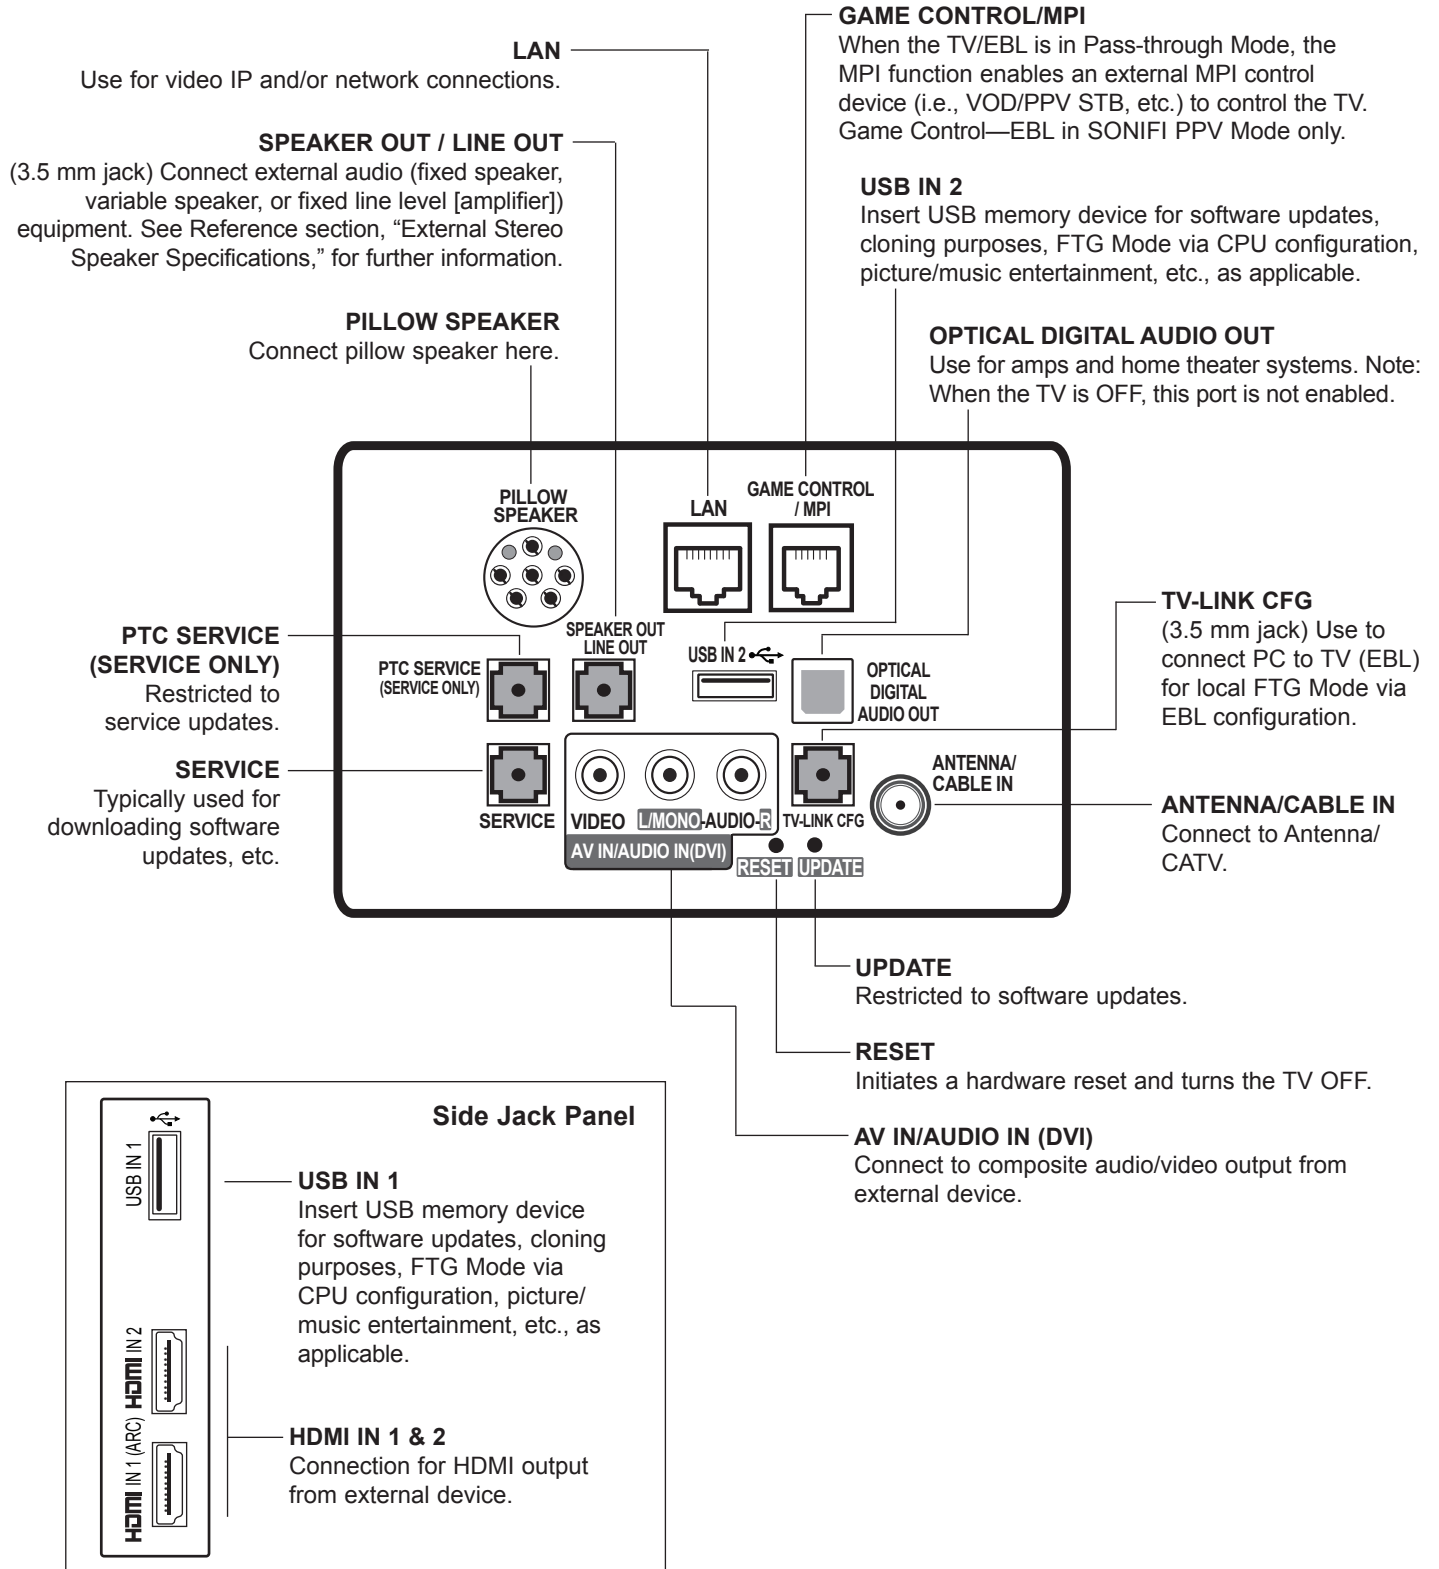 GAME CONTROL/MPI
When the TV/EBL is in Pass-through Mode, the
MPI function enables an external MPI control
device (i.e., VOD/PPV STB, etc.) to control the TV.
Game Control—EBL in SONIFI PPV Mode only.
LAN
Use for video IP and/or network connections.
SPEAKER OUT / LINE OUT
(3.5 mm jack) Connect external audio (fixed speaker,
variable speaker, or fixed line level [amplifier])
equipment. See Reference section, “External Stereo
Speaker Specifications,” for further information.
USB IN 2
Insert USB memory device for software updates,
cloning purposes, FTG Mode via CPU configuration,
picture/music entertainment, etc., as applicable.
PILLOW SPEAKER
Connect pillow speaker here.
OPTICAL DIGITAL AUDIO OUT
Use for amps and home theater systems. Note:
When the TV is OFF, this port is not enabled.
PILLOW
SPEAKER
LAN
GAME CONTROL
/ MPI
PTC SERVICE
(SERVICE ONLY)
Restricted to
service updates.
PTC SERVICE
(SERVICE ONLY)
SPEAKER OUT
LINE OUT
USB IN 2
OPTICAL
DIGITAL
AUDIO OUT
TV-LINK CFG
(3.5 mm jack) Use to
connect PC to TV (EBL)
for local FTG Mode via
EBL configuration.
SERVICE
Typically used for
downloading software
updates, etc.
SERVICE
VIDEO L/MONO-AUDIO-R
AV IN/AUDIO IN(DVI)
TV-LINK CFG
ANTENNA/
CABLE IN
RESET UPDATE
ANTENNA/CABLE IN
Connect to Antenna/
CATV.
UPDATE
Restricted to software updates.
RESET
Initiates a hardware reset and turns the TV OFF.
AV IN/AUDIO IN (DVI)
Connect to composite audio/video output from
external device.
Side Jack Panel
USB IN 1
USB IN 1
Insert USB memory device
for software updates, cloning
purposes, FTG Mode via
CPU configuration, picture/
music entertainment, etc., as
applicable.
HDMI IN 2
HDMI IN 1 (ARC)
HDMI IN 1 & 2
Connection for HDMI output
from external device.